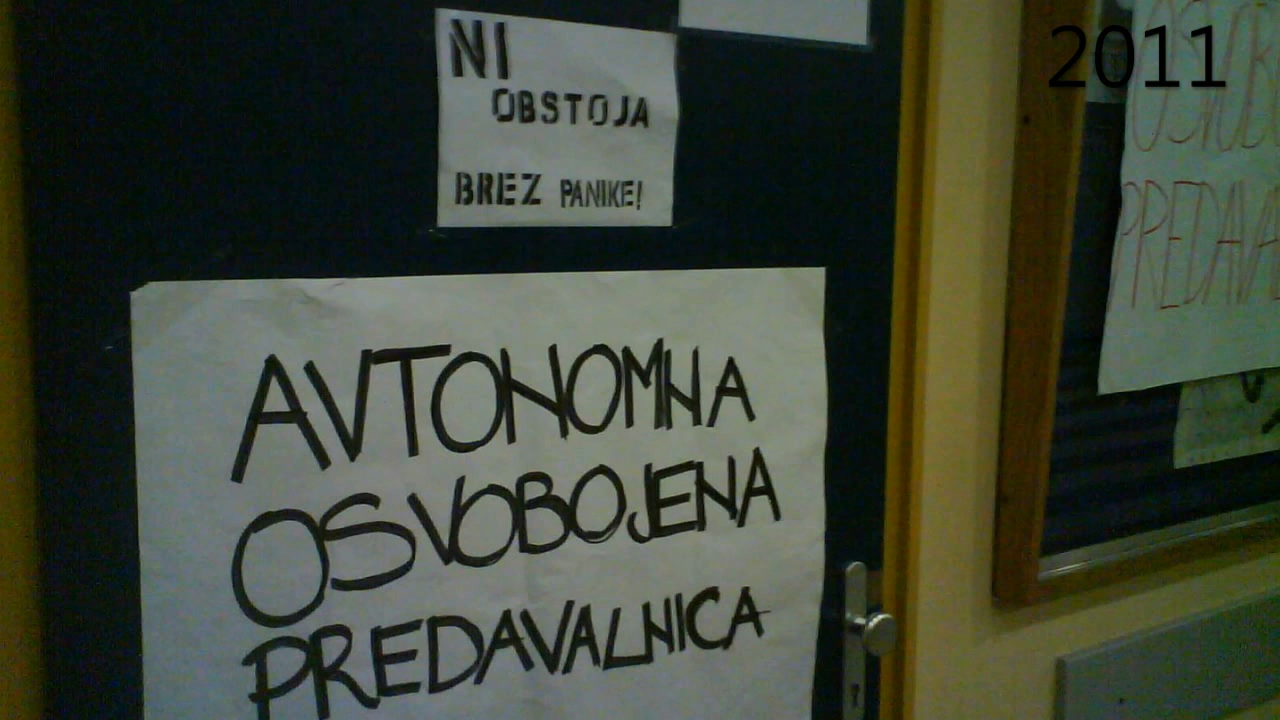 NI
OBSTOJA
BREZ PANIKE!
AVTONOMNA
OSVOBOJENA
PREDAVALNICA
2011